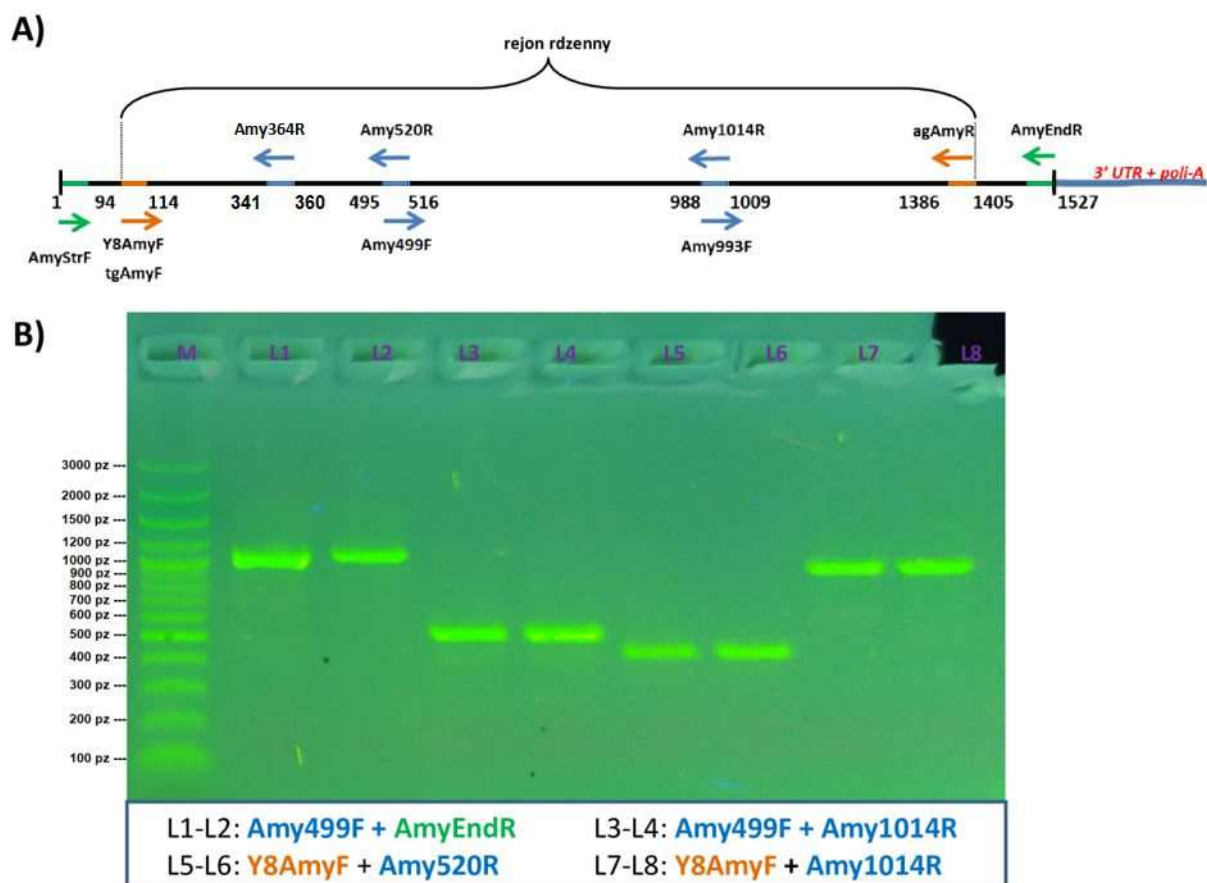 A)
rejon rdzenny
Amy364R Amy520R Amy1014R agAmyR AmyEndR
3' UTR + poli-A
1 94 114 341 360 495 516 988 1009 1386 1405 1527
AmyStrF Y8AmyF Amy499F Amy993F
tgAmyF
B)
M L1 L2 L3 L4 L5 L6 L7 L8
3000 pz ---
2000 pz ---
1500 pz ---
1200 pz ---
1000 pz ---
900 pz ---
800 pz ---
700 pz ---
600 pz ---
500 pz ---
400 pz ---
300 pz ---
200 pz ---
100 pz ---
L1-L2: Amy499F + AmyEndR L3-L4: Amy499F + Amy1014R
L5-L6: Y8AmyF + Amy520R L7-L8: Y8AmyF + Amy1014R